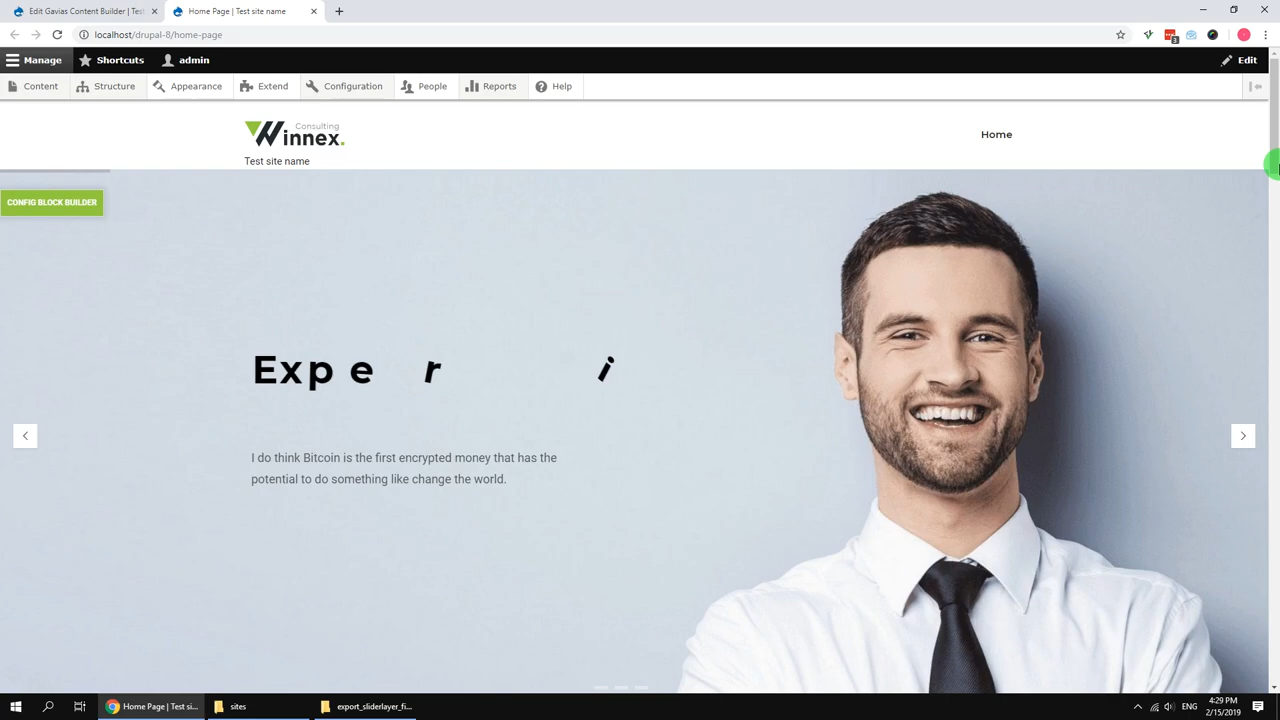 Edit Gavias Content Builder | Test
Home Page | Test site name
localhost/drupal-8/home-page
3
Manage
Shortcuts
admin
Edit
Content
Structure
Appearance
Extend
Configuration
People
Reports
Help
Consulting
Winnex.
Test site name
Home
CONFIG BLOCK BUILDER
Exp e r i
I do think Bitcoin is the first encrypted money that has the
potential to do something like change the world.
Home Page | Test si...
sites
export_sliderlayer_fi...
ENG
4:29 PM
2/15/2019